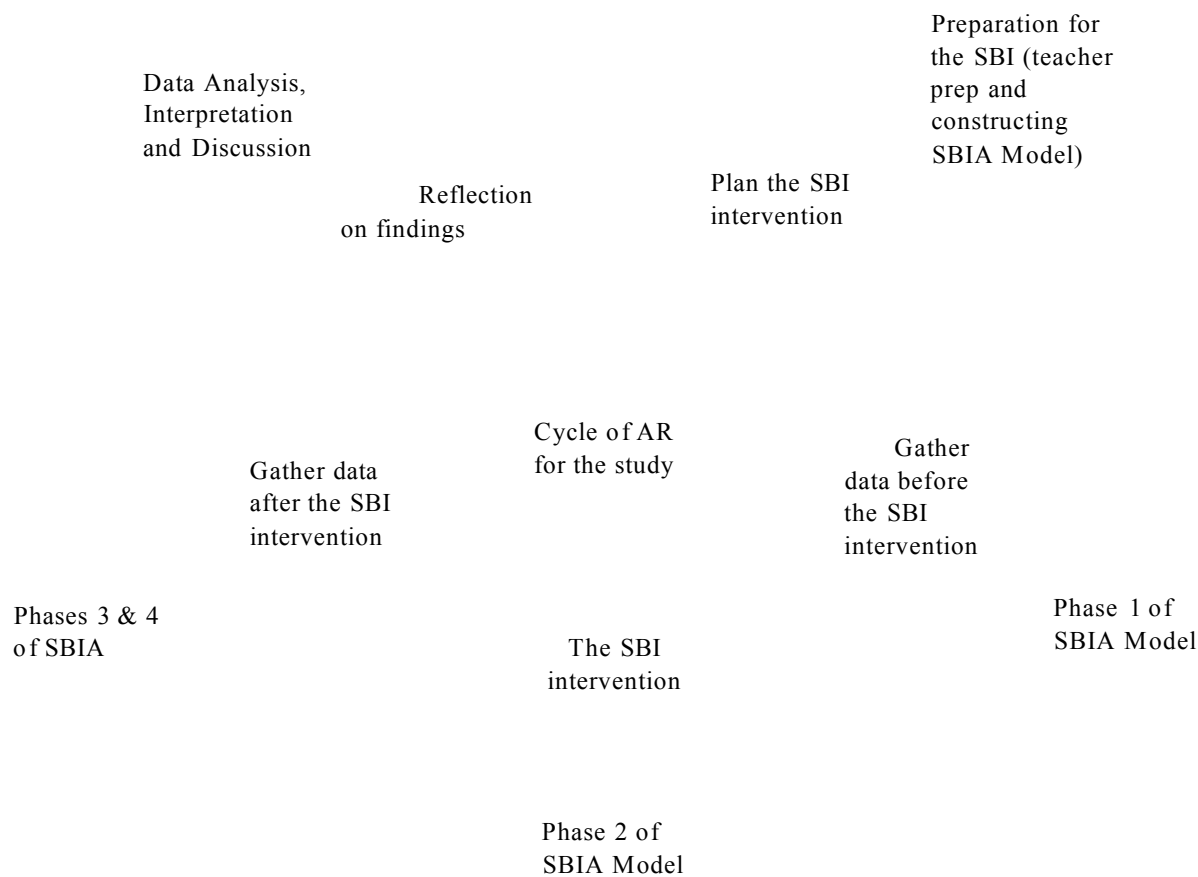 Preparation for
the SBI (teacher
prep and
constructing
SBIA Model)
Data Analysis,
Interpretation
and Discussion
Plan the SBI
intervention
Reflection
on findings
Cycle of AR
for the study
Gather
data before
the SBI
intervention
Gather data
after the SBI
intervention
Phase 1 of
SBIA Model
Phases 3 & 4
of SBIA
The SBI
intervention
Phase 2 of
SBIA Model